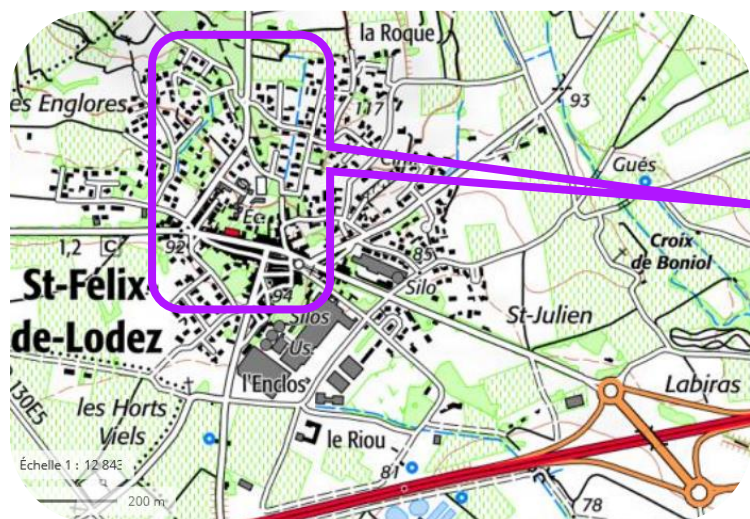 la Roque
es Englores
117
93
Gués
Éc.
1,2
C
92
85
Croix
de Boniol
St-Félix-
de-Lodez
94
Silo
Silos
Us.
St-Julien
l'Enclos
Labiras
130E5
les Horts
Viels
le Riou
81
78
Échelle 1 : 12 843
200 m